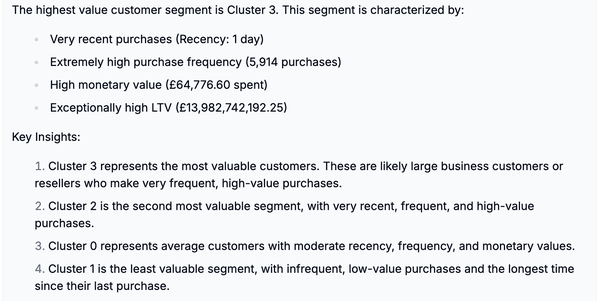 The highest value customer segment is Cluster 3. This segment is characterized by:
Very recent purchases (Recency: 1 day)
Extremely high purchase frequency (5,914 purchases)
High monetary value (£64,776.60 spent)
Exceptionally high LTV (£13,982,742,192.25)
Key Insights:
1. Cluster 3 represents the most valuable customers. These are likely large business customers or
resellers who make very frequent, high-value purchases.
2. Cluster 2 is the second most valuable segment, with very recent, frequent, and high-value
purchases.
3. Cluster 0 represents average customers with moderate recency, frequency, and monetary values.
4. Cluster 1 is the least valuable segment, with infrequent, low-value purchases and the longest time
since their last purchase.